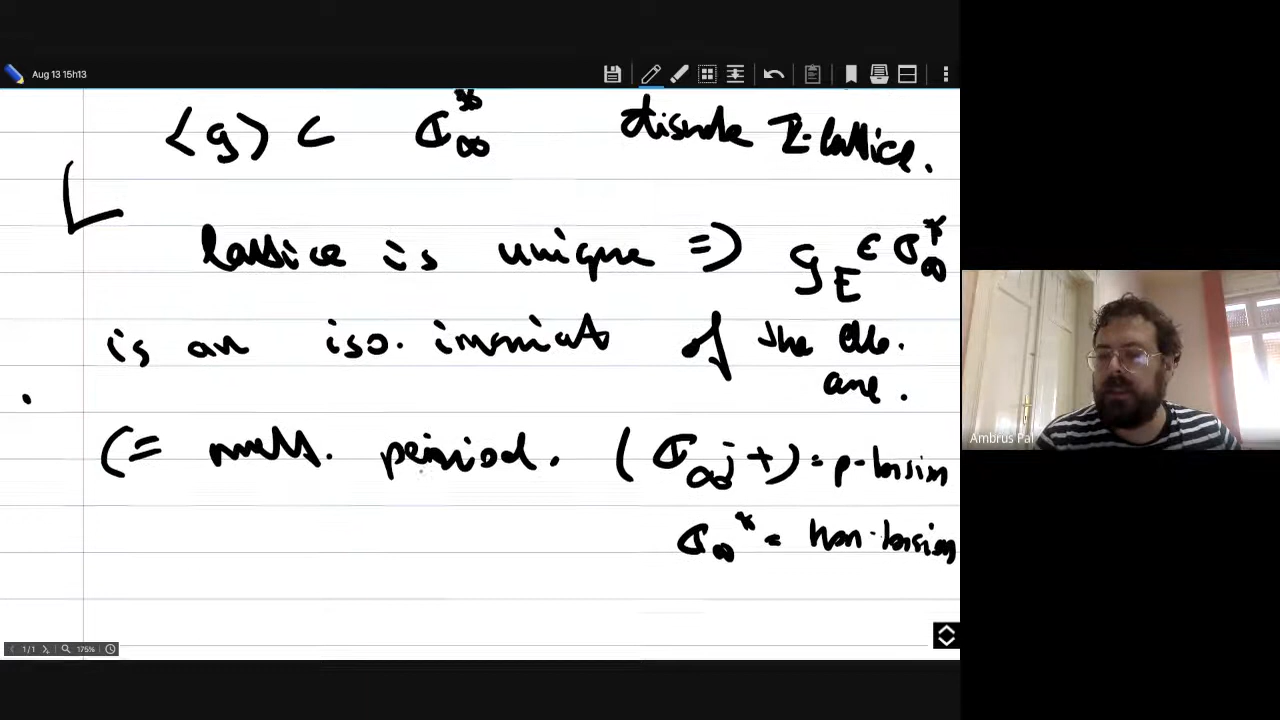 Aug 13 15h13
⟨g⟩ ⊂ ℂ∞* discrete ℤ-lattice.
lattice is unique => g_E ∈ ℂ∞*
is an iso. invariant of the ell.
curve.
(= mult. period. (ℂ∞, +) = p-torsion
ℂ∞* = non-torsion
Ambrus Pal
1/1 175%